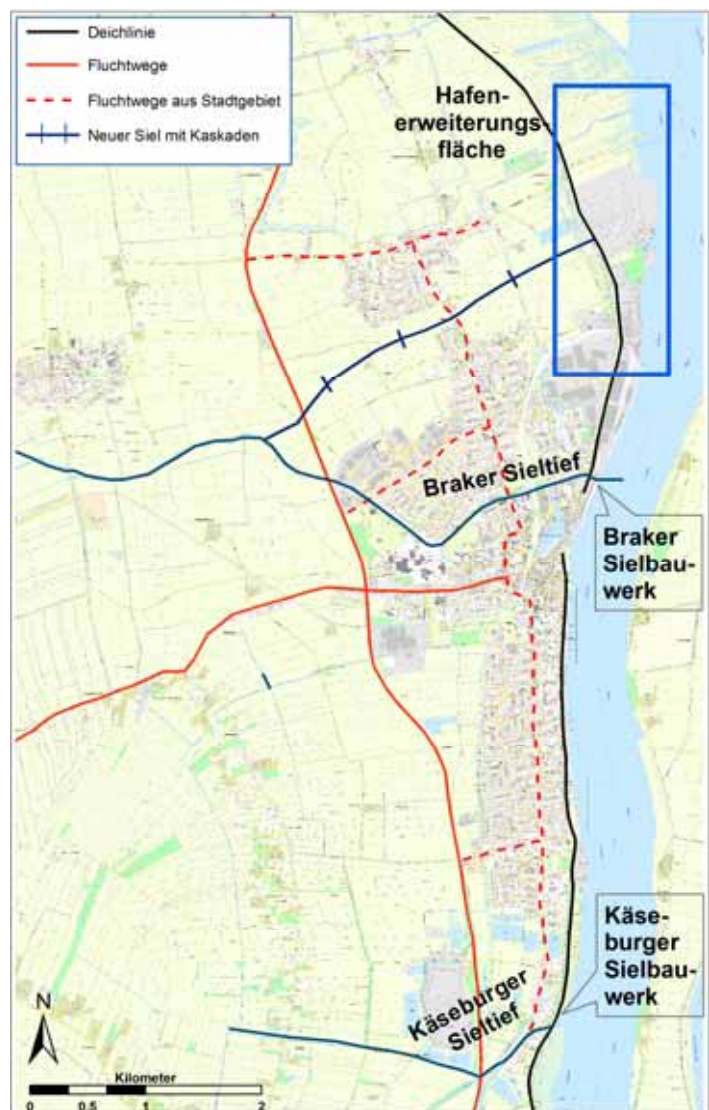 Deichlinie
Fluchtwege
Fluchtwege aus Stadtgebiet
Neuer Siel mit Kaskaden
Hafen-
erweiterungs-
fläche
Braker Sieltief
Braker
Sielbau-
werk
Käse-
burger
Sielbau-
werk
Käseburger
Sieltief
N
Kilometer
0 0,5 1 2